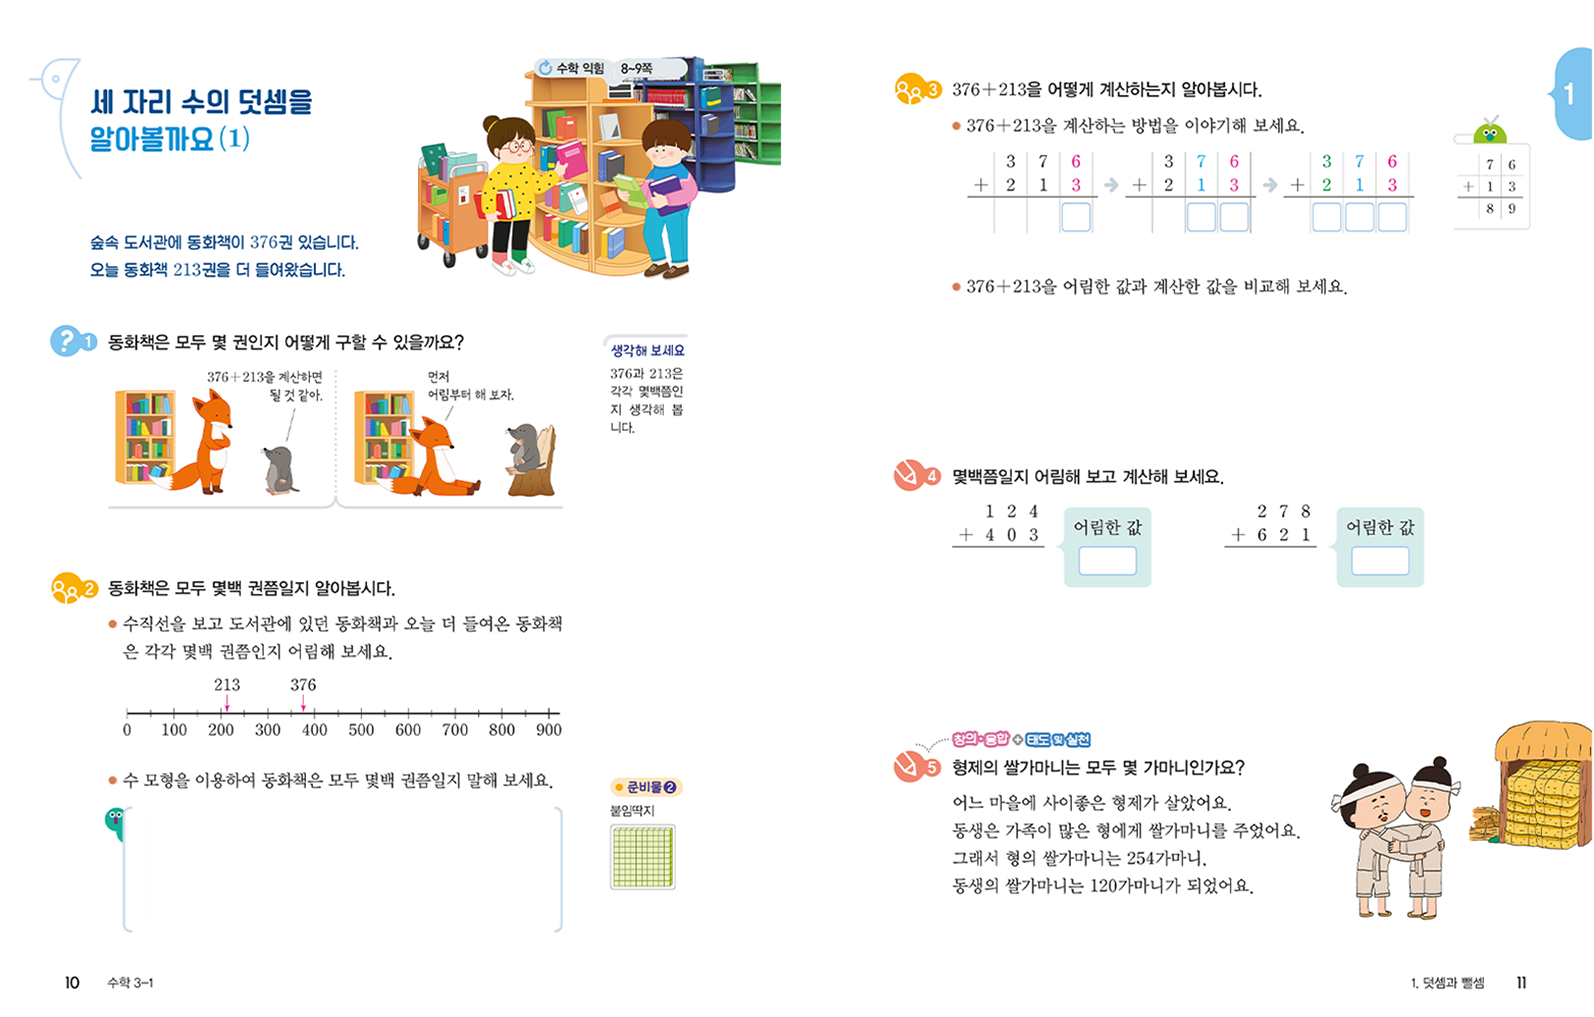 세 자리 수의 덧셈을
알아볼까요(1)
수학 익힘 8~9쪽
숲속 도서관에 동화책이 376권 있습니다.
오늘 동화책 213권을 더 들여왔습니다.
? 1 동화책은 모두 몇 권인지 어떻게 구할 수 있을까요?
376+213을 계산하면
될 것 같아.
먼저
어림부터 해 보자.
생각해 보세요
376과 213은
각각 몇백쯤인
지 생각해 봅
니다.
2 동화책은 모두 몇백 권쯤일지 알아봅시다.
● 수직선을 보고 도서관에 있던 동화책과 오늘 더 들여온 동화책
은 각각 몇백 권쯤인지 어림해 보세요.
213 376
0 100 200 300 400 500 600 700 800 900
● 수 모형을 이용하여 동화책은 모두 몇백 권쯤일지 말해 보세요.
● 준비물 2
붙임딱지
10 수학 3-1
1
3 376+213을 어떻게 계산하는지 알아봅시다.
● 376+213을 계산하는 방법을 이야기해 보세요.
3 7 6 3 7 6 3 7 6
+ 2 1 3 + 2 1 3 + 2 1 3
7 6
+ 1 3
8 9
● 376+213을 어림한 값과 계산한 값을 비교해 보세요.
4 몇백쯤일지 어림해 보고 계산해 보세요.
1 2 4
+ 4 0 3
어림한 값
2 7 8
+ 6 2 1
어림한 값
창의·융합 + 태도 및 실천
5 형제의 쌀가마니는 모두 몇 가마니인가요?
어느 마을에 사이좋은 형제가 살았어요.
동생은 가족이 많은 형에게 쌀가마니를 주었어요.
그래서 형의 쌀가마니는 254가마니,
동생의 쌀가마니는 120가마니가 되었어요.
1. 덧셈과 뺄셈 11